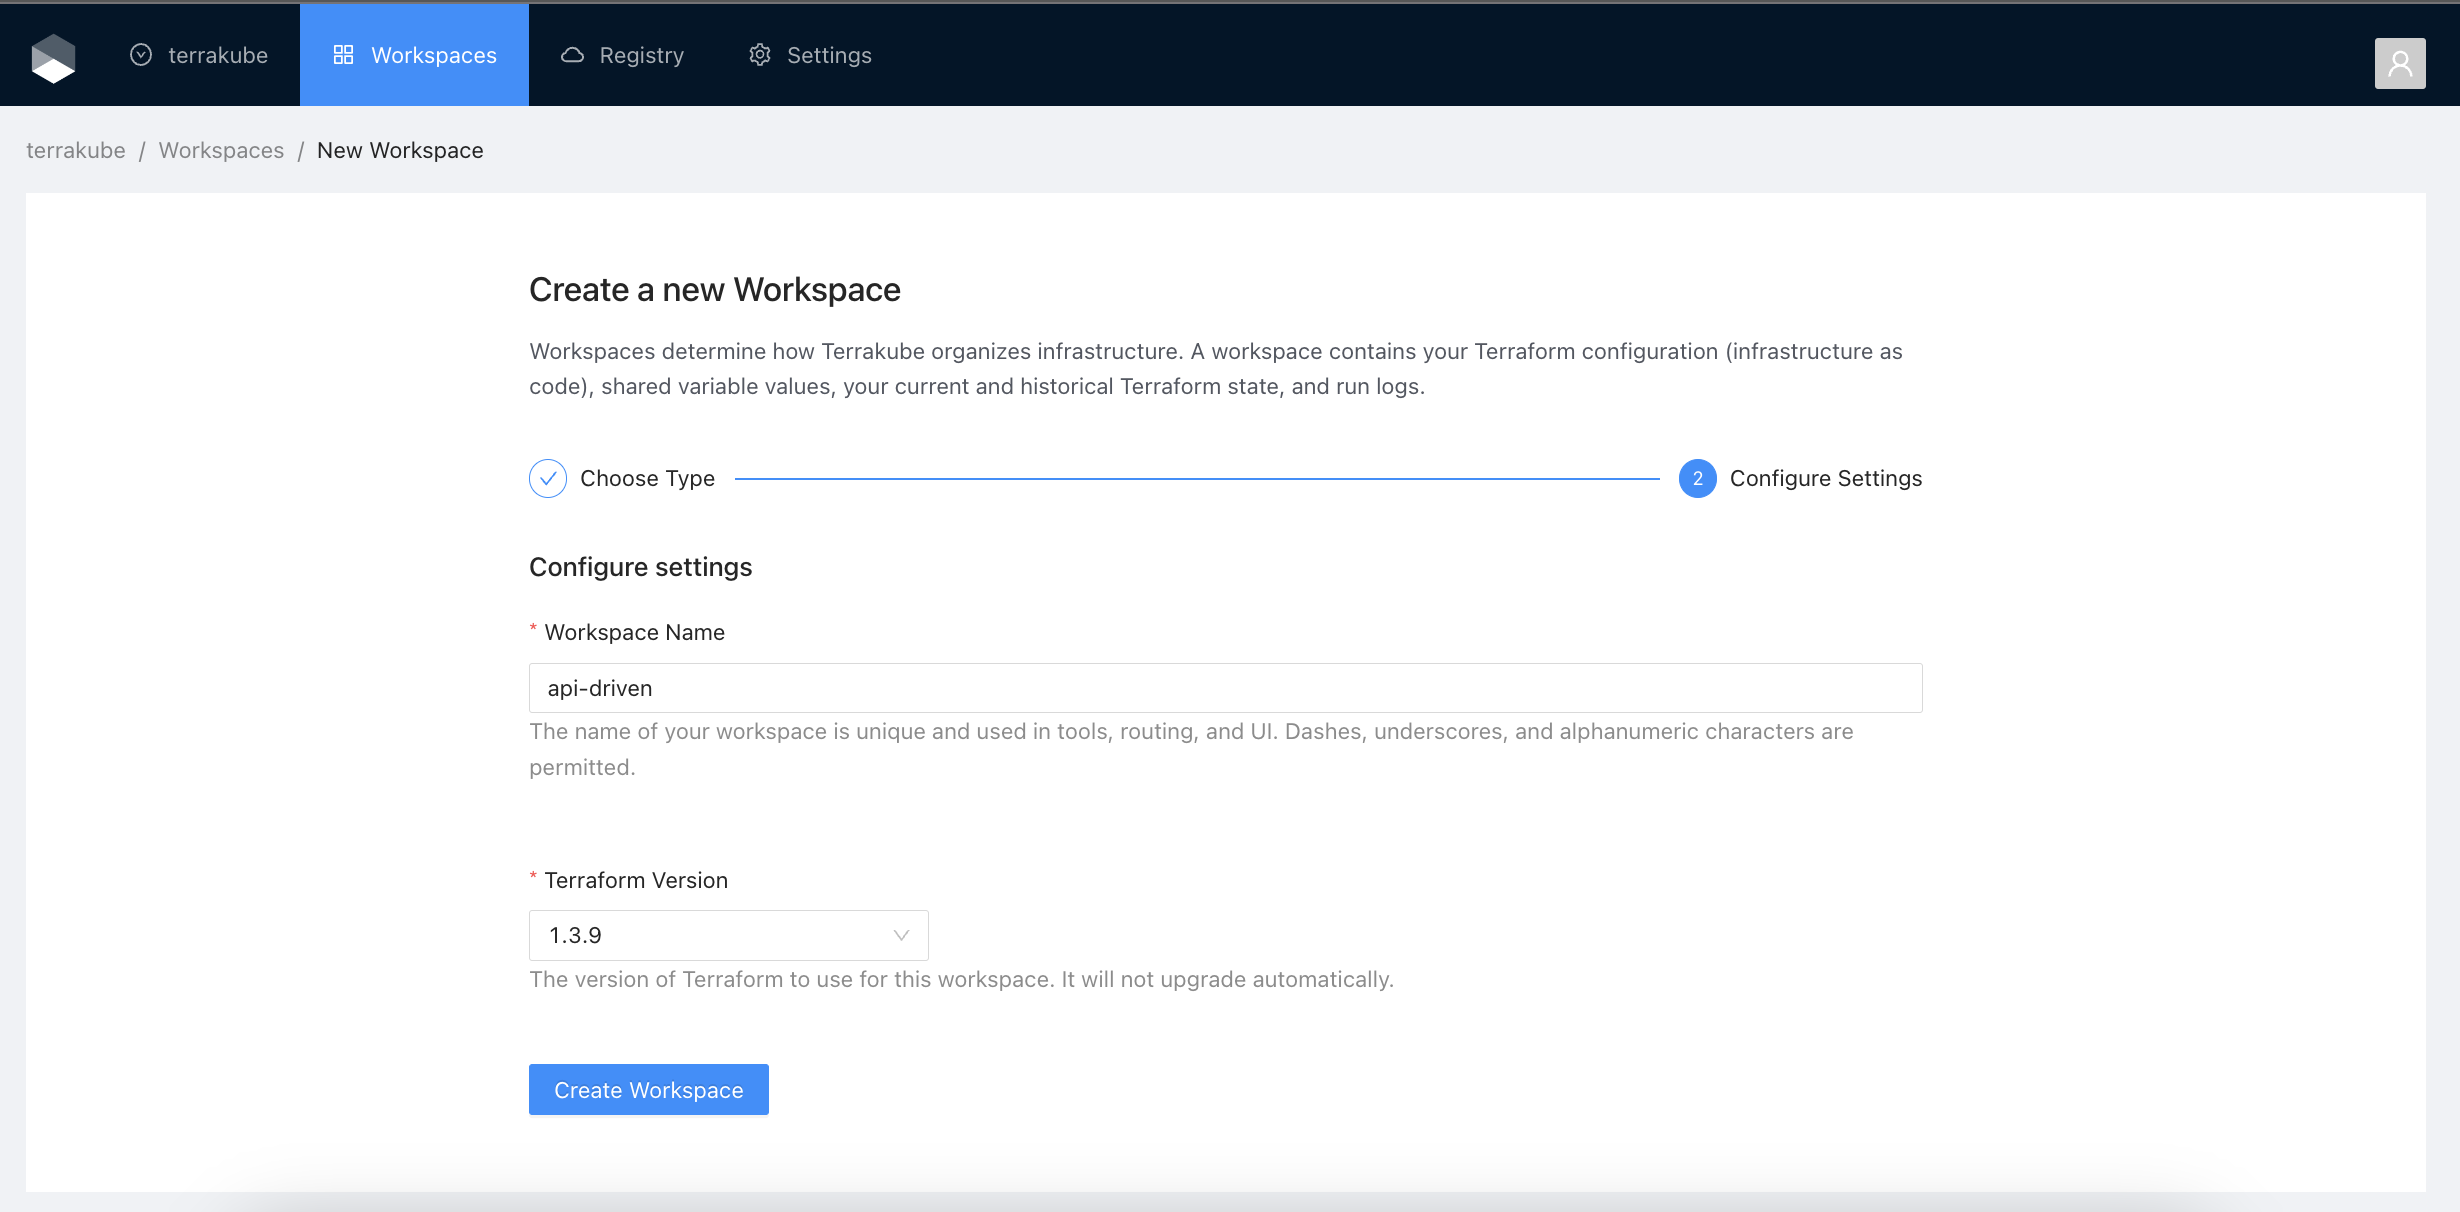 terrakube Workspaces Registry Settings
terrakube / Workspaces / New Workspace
Create a new Workspace
Workspaces determine how Terrakube organizes infrastructure. A workspace contains your Terraform configuration (infrastructure as
code), shared variable values, your current and historical Terraform state, and run logs.
Choose Type 2 Configure Settings
Configure settings
* Workspace Name
api-driven
The name of your workspace is unique and used in tools, routing, and UI. Dashes, underscores, and alphanumeric characters are
permitted.
* Terraform Version
1.3.9
The version of Terraform to use for this workspace. It will not upgrade automatically.
Create Workspace